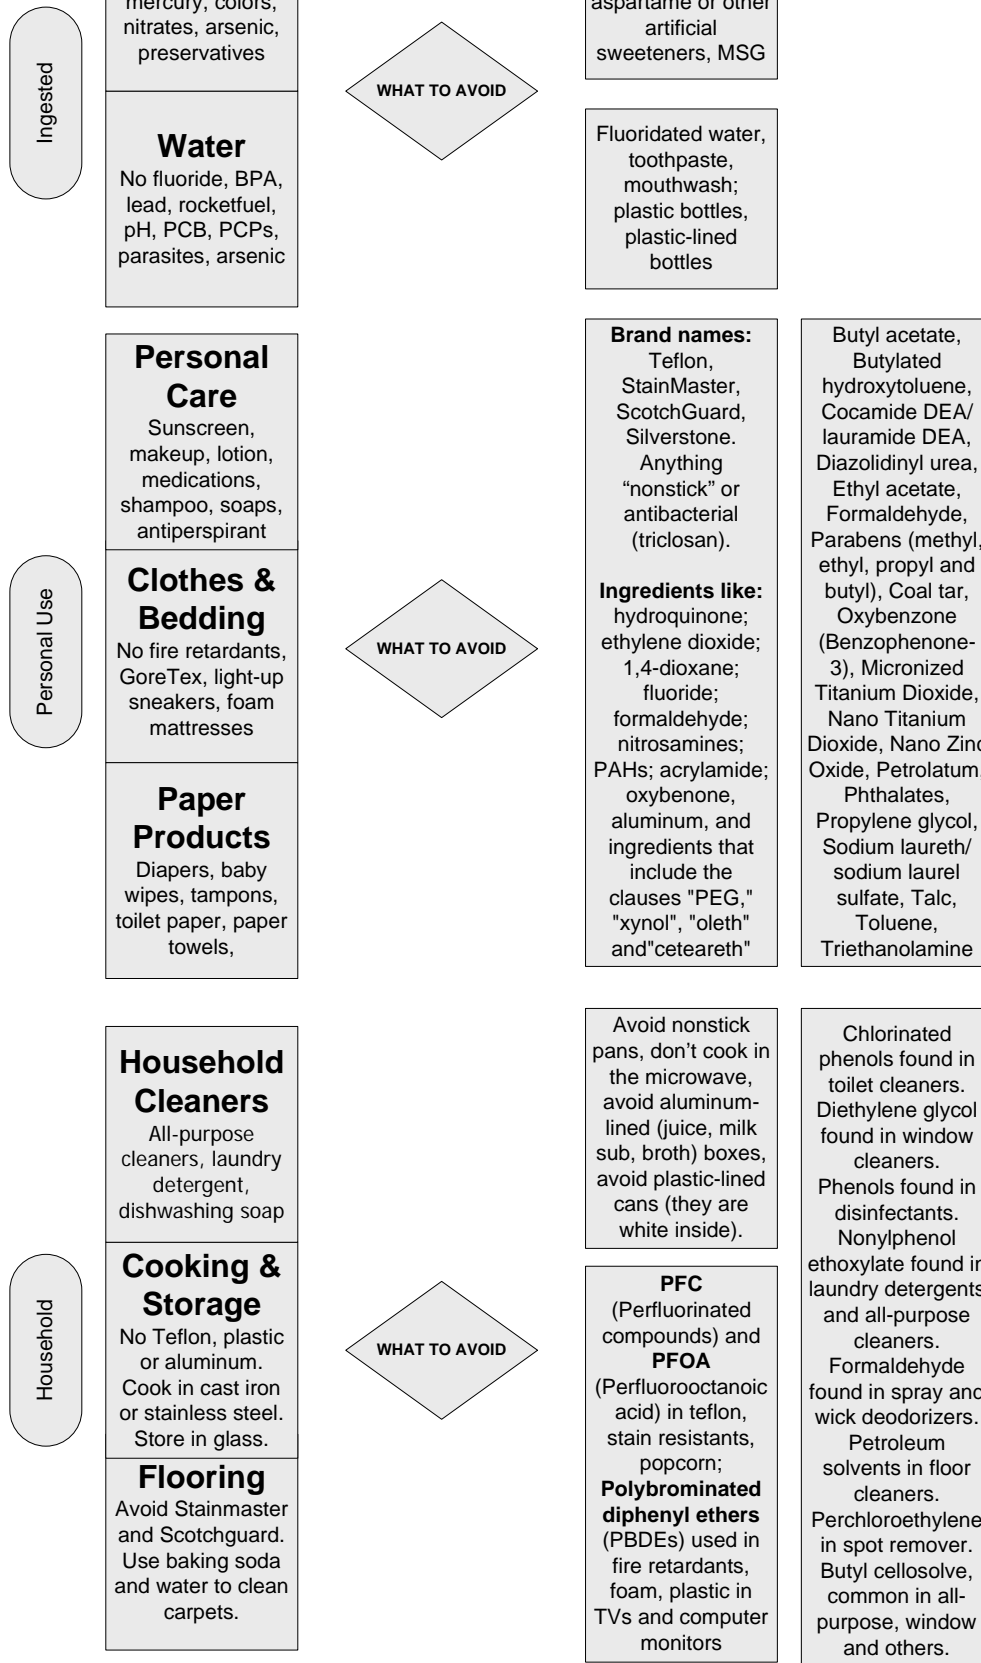 Ingested
mercury, colors,
nitrates, arsenic,
preservatives
Water
No fluoride, BPA,
lead, rocketfuel,
pH, PCB, PCPs,
parasites, arsenic
WHAT TO AVOID
aspartame or other
artificial
sweeteners, MSG
Fluoridated water,
toothpaste,
mouthwash;
plastic bottles,
plastic-lined
bottles
Personal Use
Personal
Care
Sunscreen,
makeup, lotion,
medications,
shampoo, soaps,
antiperspirant
Clothes &
Bedding
No fire retardants,
GoreTex, light-up
sneakers, foam
mattresses
Paper
Products
Diapers, baby
wipes, tampons,
toilet paper, paper
towels,
WHAT TO AVOID
Brand names:
Teflon,
StainMaster,
ScotchGuard,
Silverstone.
Anything
“nonstick” or
antibacterial
(triclosan).
Ingredients like:
hydroquinone;
ethylene dioxide;
1,4-dioxane;
fluoride;
formaldehyde;
nitrosamines;
PAHs; acrylamide;
oxybenone,
aluminum, and
ingredients that
include the
clauses "PEG,"
"xynol", "oleth"
and"ceteareth"
Butyl acetate,
Butylated
hydroxytoluene,
Cocamide DEA/
lauramide DEA,
Diazolidinyl urea,
Ethyl acetate,
Formaldehyde,
Parabens (methyl,
ethyl, propyl and
butyl), Coal tar,
Oxybenzone
(Benzophenone-
3), Micronized
Titanium Dioxide,
Nano Titanium
Dioxide, Nano Zinc
Oxide, Petrolatum,
Phthalates,
Propylene glycol,
Sodium laureth/
sodium laurel
sulfate, Talc,
Toluene,
Triethanolamine
Household
Household
Cleaners
All-purpose
cleaners, laundry
detergent,
dishwashing soap
Cooking &
Storage
No Teflon, plastic
or aluminum.
Cook in cast iron
or stainless steel.
Store in glass.
Flooring
Avoid Stainmaster
and Scotchguard.
Use baking soda
and water to clean
carpets.
WHAT TO AVOID
Avoid nonstick
pans, don’t cook in
the microwave,
avoid aluminum-
lined (juice, milk
sub, broth) boxes,
avoid plastic-lined
cans (they are
white inside).
PFC
(Perfluorinated
compounds) and
PFOA
(Perfluorooctanoic
acid) in teflon,
stain resistants,
popcorn;
Polybrominated
diphenyl ethers
(PBDEs) used in
fire retardants,
foam, plastic in
TVs and computer
monitors
Chlorinated
phenols found in
toilet cleaners.
Diethylene glycol
found in window
cleaners.
Phenols found in
disinfectants.
Nonylphenol
ethoxylate found in
laundry detergents
and all-purpose
cleaners.
Formaldehyde
found in spray and
wick deodorizers.
Petroleum
solvents in floor
cleaners.
Perchloroethylene
in spot remover.
Butyl cellosolve,
common in all-
purpose, window
and others.